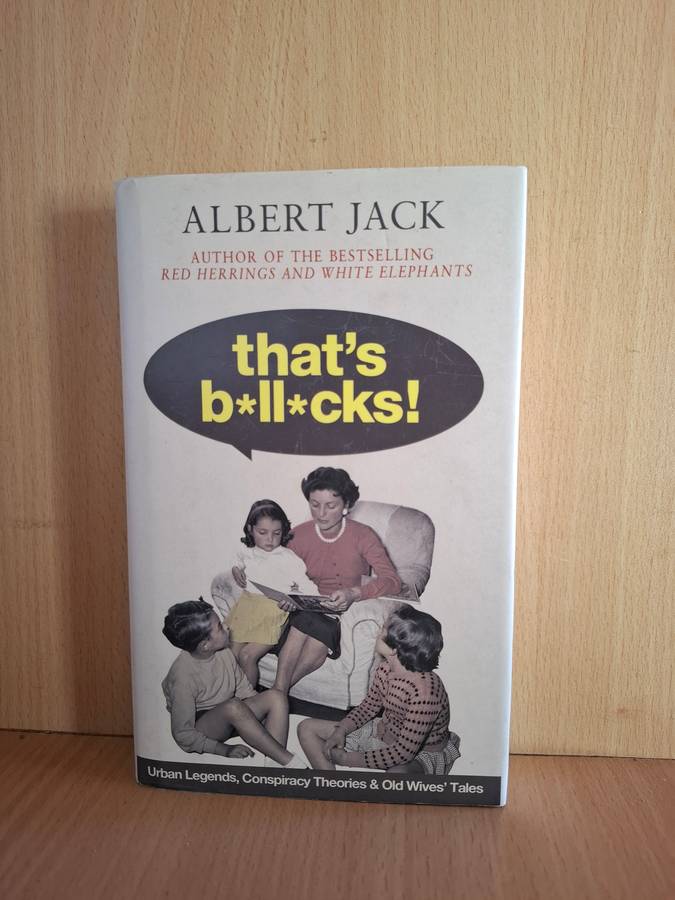 ALBERT JACK
AUTHOR OF THE BESTSELLING
RED HERRINGS AND WHITE ELEPHANTS
that's
b*ll*cks!
Urban Legends, Conspiracy Theories & Old Wives' Tales